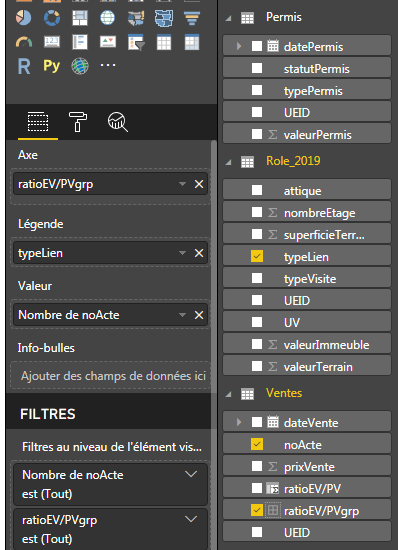 R Py
Axe
ratioEV/PVgrp
Légende
typeLien
Valeur
Nombre de noActe
Info-bulles
Ajouter des champs de données ici
FILTRES
Filtres au niveau de l'élément vis...
Nombre de noActe
est (Tout)
ratioEV/PVgrp
est (Tout)
Permis
datePermis
statutPermis
typePermis
UEID
valeurPermis
Role_2019
attique
nombreEtage
superficieTerr...
typeLien
typeVisite
UEID
UV
valeurImmeuble
valeurTerrain
Ventes
dateVente
noActe
prixVente
ratioEV/PV
ratioEV/PVgrp
UEID